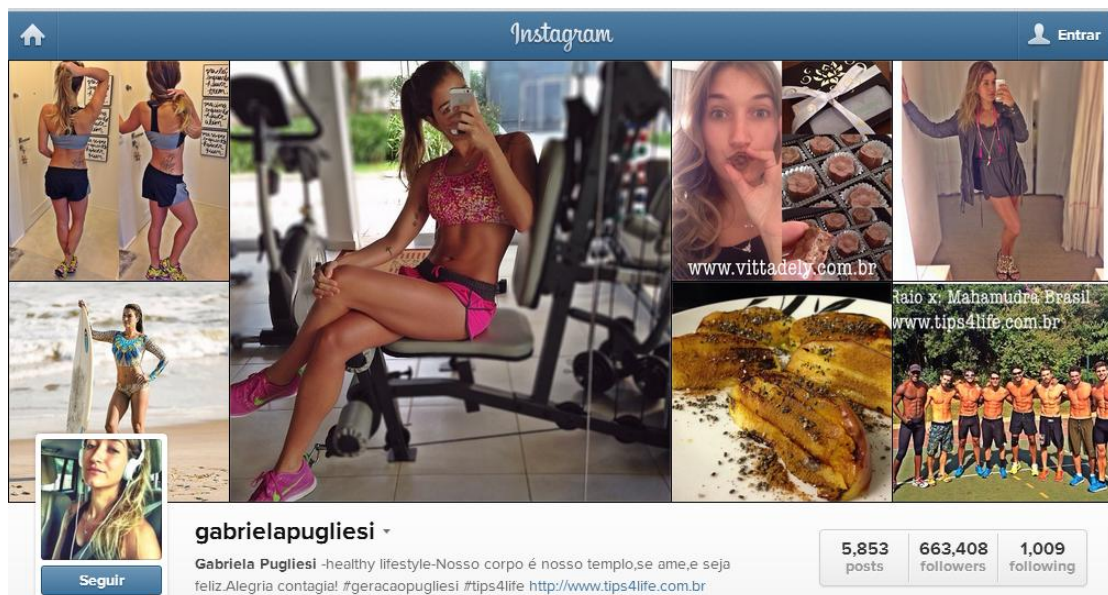 Instagram
Entrar
www.vittadely.com.br
Raio x: Mahamudra Brasil
www.tips4life.com.br
gabrielapugliesi
Gabriela Pugliesi -healthy lifestyle-Nosso corpo é nosso templo,se ame,e seja
feliz.Alegria contagia! #geracaopugliesi #tips4life http://www.tips4life.com.br
5,853
posts
663,408
followers
1,009
following
Seguir